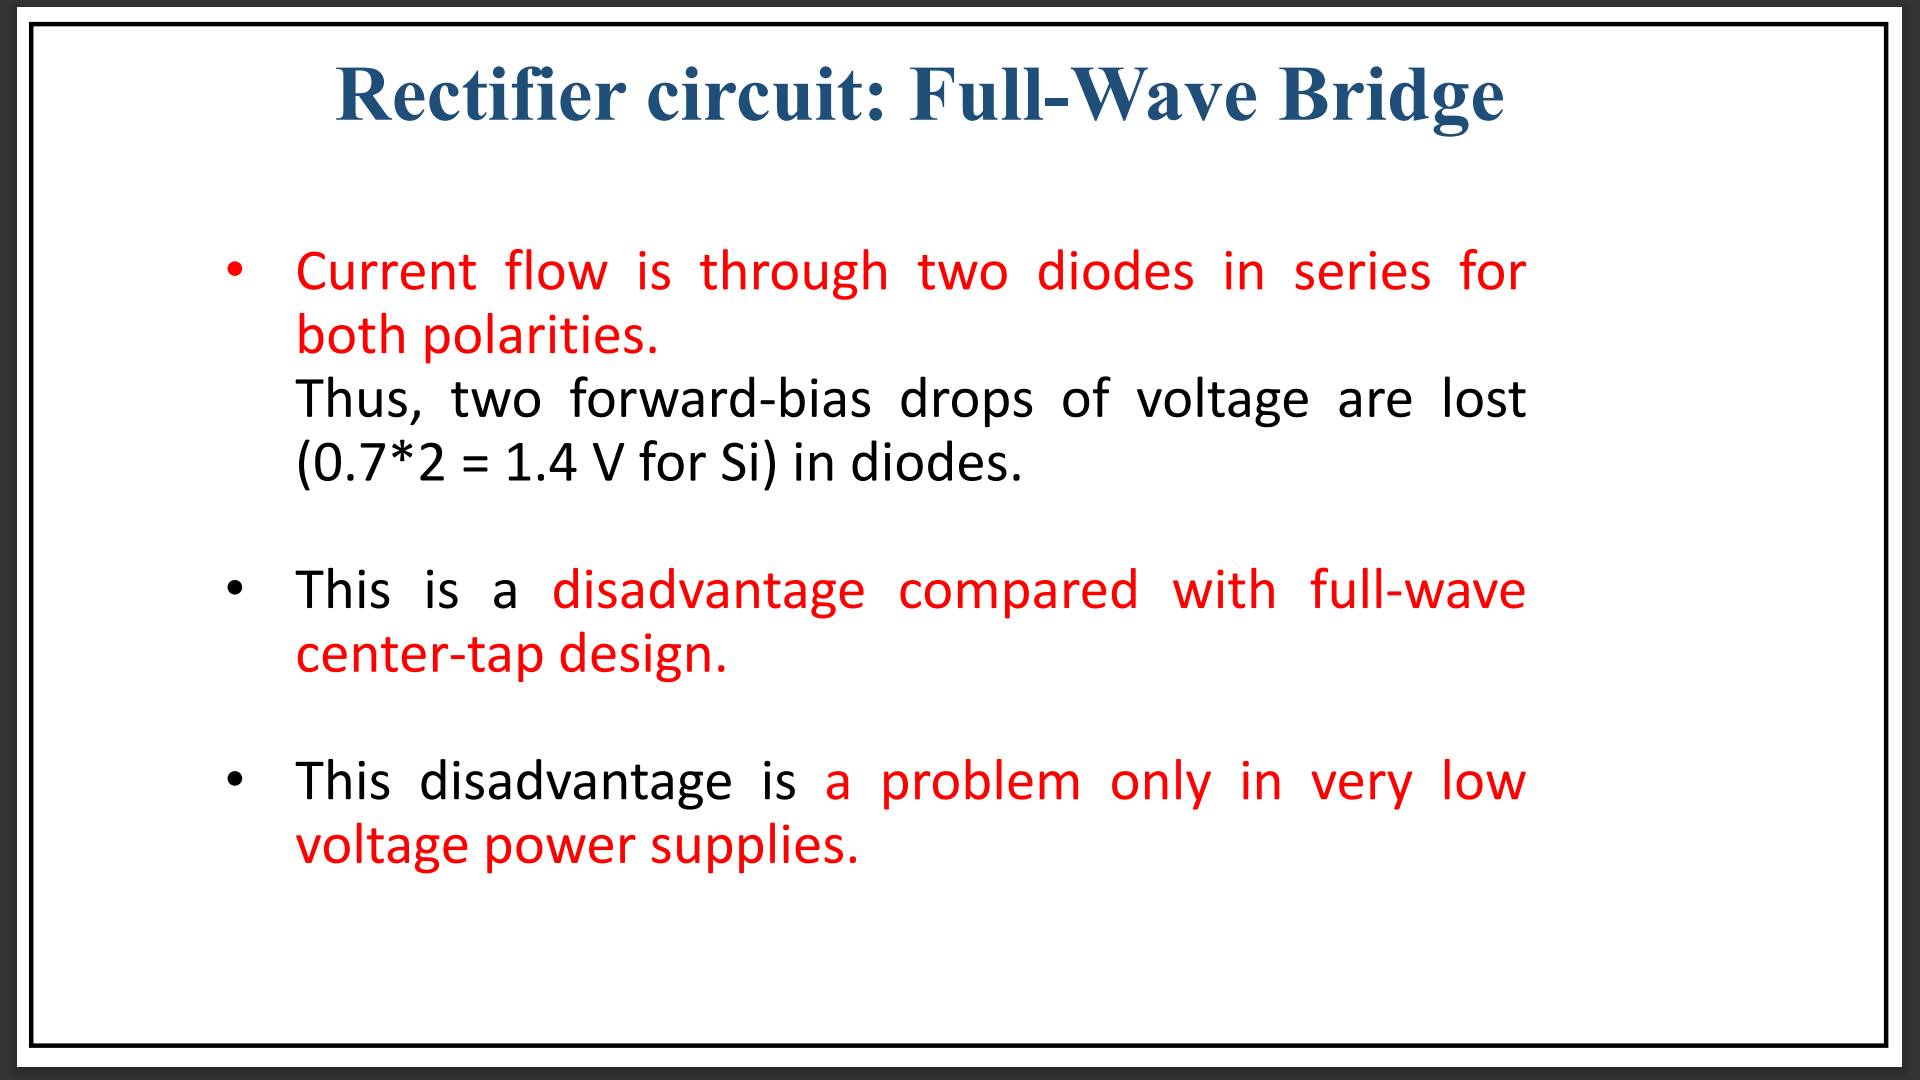 Rectifier circuit: Full-Wave Bridge
• Current flow is through two diodes in series for
both polarities.
Thus, two forward-bias drops of voltage are lost
(0.7*2 = 1.4 V for Si) in diodes.
• This is a disadvantage compared with full-wave
center-tap design.
• This disadvantage is a problem only in very low
voltage power supplies.